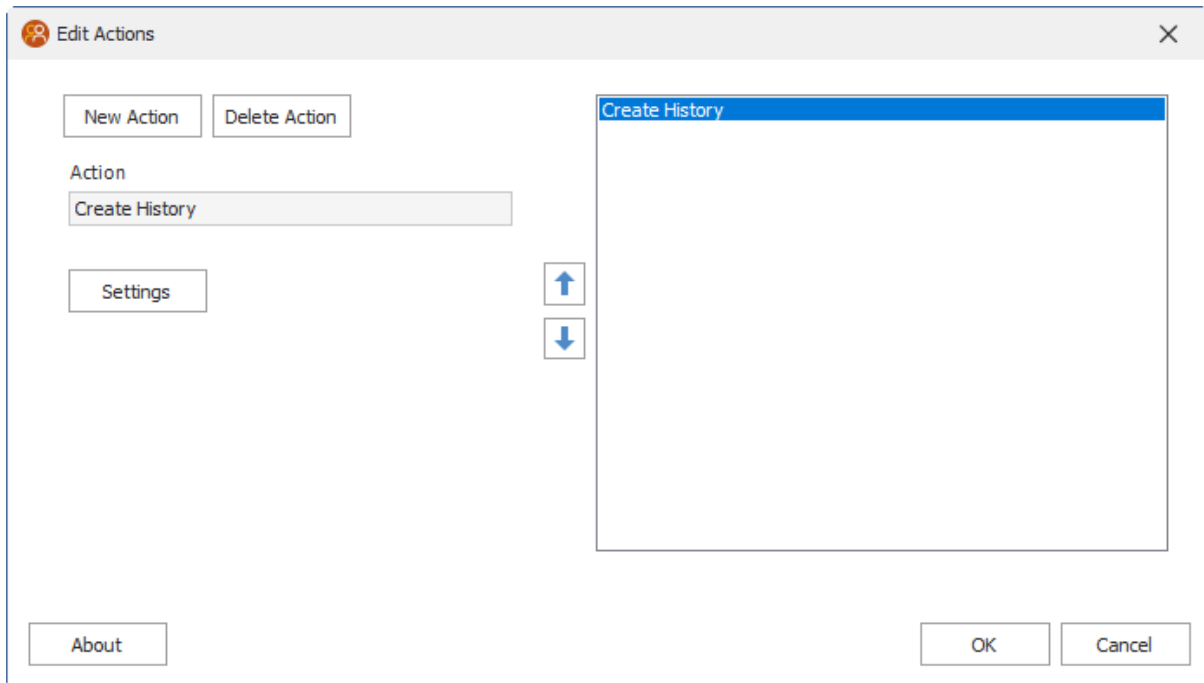 Edit Actions
New Action
Delete Action
Create History
Action
Create History
Settings
About
OK
Cancel